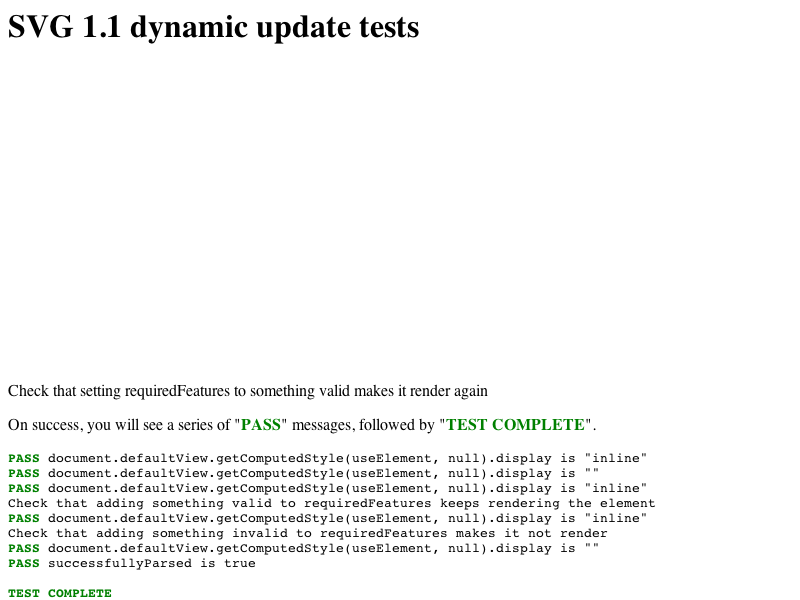 SVG 1.1 dynamic update tests
Check that setting requiredFeatures to something valid makes it render again
On success, you will see a series of "PASS" messages, followed by "TEST COMPLETE".
PASS document.defaultView.getComputedStyle(useElement, null).display is "inline"
PASS document.defaultView.getComputedStyle(useElement, null).display is ""
PASS document.defaultView.getComputedStyle(useElement, null).display is "inline"
Check that adding something valid to requiredFeatures keeps rendering the element
PASS document.defaultView.getComputedStyle(useElement, null).display is "inline"
Check that adding something invalid to requiredFeatures makes it not render
PASS document.defaultView.getComputedStyle(useElement, null).display is ""
PASS successfullyParsed is true
TEST COMPLETE